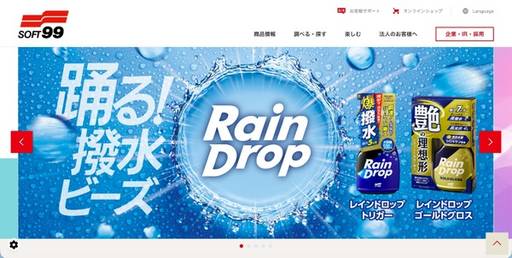 SOFT99
お客様サポート
オンラインショップ
Language
商品情報
調べる・探す
楽しむ
法人のお客様へ
企業・IR・採用
踊る!
撥水
ビーズ
Rain
Drop
撥水
Rain
Drop
艶の理想形
Rain
Drop
レインドロップ
トリガー
レインドロップ
ゴールドグロス